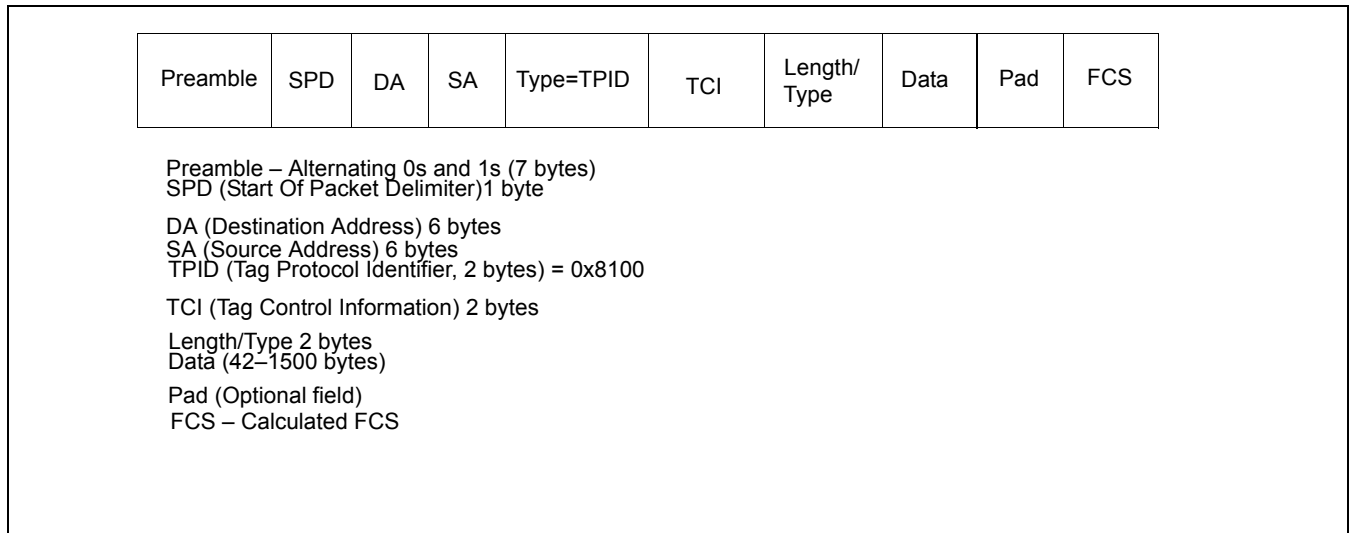 Preamble SPD DA SA Type=TPID TCI Length/ Type Data Pad FCS
Preamble – Alternating 0s and 1s (7 bytes)
SPD (Start Of Packet Delimiter)1 byte
DA (Destination Address) 6 bytes
SA (Source Address) 6 bytes
TPID (Tag Protocol Identifier, 2 bytes) = 0x8100
TCI (Tag Control Information) 2 bytes
Length/Type 2 bytes
Data (42–1500 bytes)
Pad (Optional field)
FCS – Calculated FCS